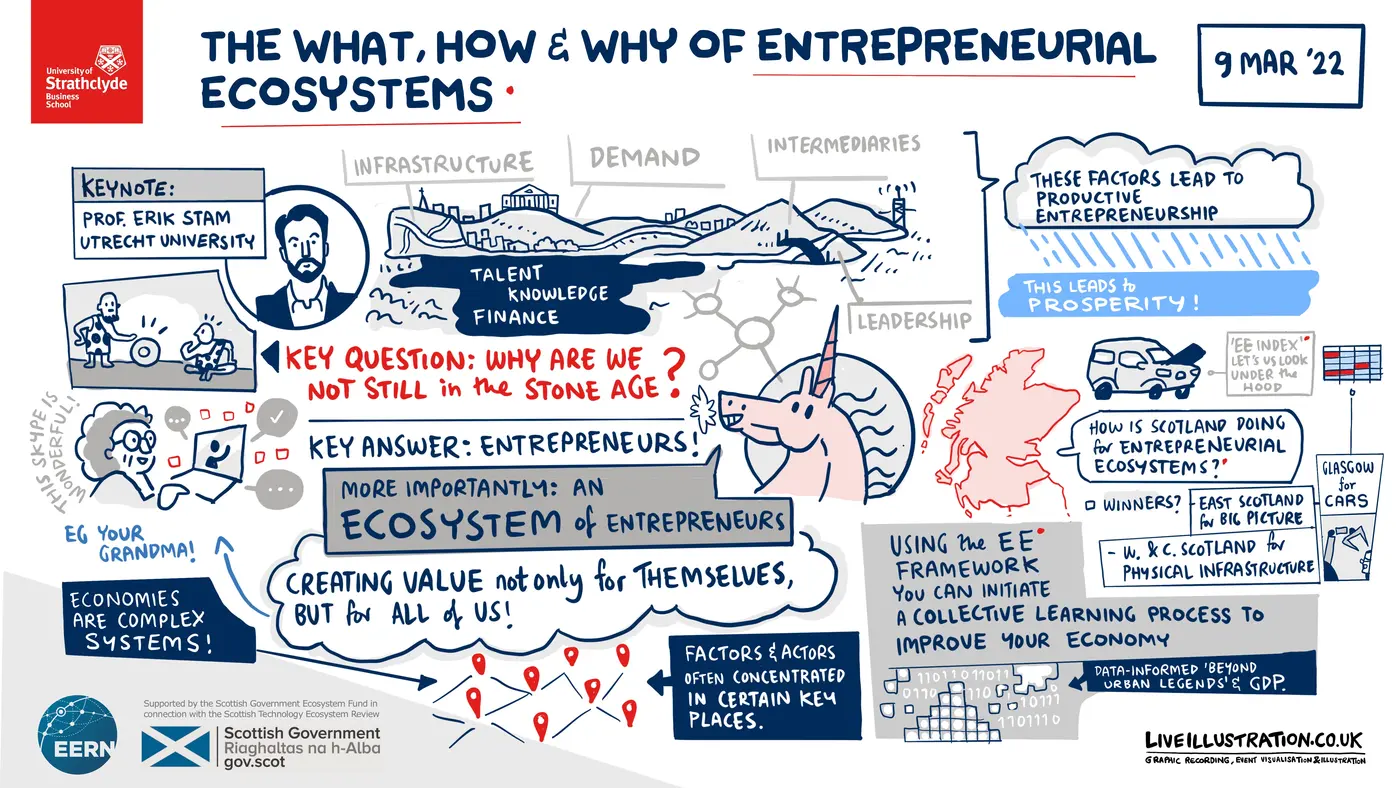 University of
Strathclyde
Business
School
THE WHAT, HOW & WHY OF ENTREPRENEURIAL
ECOSYSTEMS
9 MAR '22
KEYNOTE:
PROF. ERIK STAM
UTRECHT UNIVERSITY
INFRASTRUCTURE
DEMAND
INTERMEDIARIES
TALENT
KNOWLEDGE
FINANCE
LEADERSHIP
THESE FACTORS LEAD TO
PRODUCTIVE
ENTREPRENEURSHIP
THIS LEADS to
PROSPERITY!
KEY QUESTION: WHY ARE WE
NOT STILL in the STONE AGE?
KEY ANSWER: ENTREPRENEURS!
MORE IMPORTANTLY: AN
ECOSYSTEM of ENTREPRENEURS
CREATING VALUE not only for THEMSELVES,
BUT for ALL of US!
THIS SKYPE IS
WONDERFUL!
EG YOUR
GRANDMA!
ECONOMIES
ARE COMPLEX
SYSTEMS!
FACTORS & ACTORS
OFTEN CONCENTRATED
IN CERTAIN KEY
PLACES.
'EE INDEX'
LET'S US LOOK
UNDER the
HOOD
HOW IS SCOTLAND DOING
for ENTREPRENEURIAL
ECOSYSTEMS?
WINNERS?
EAST SCOTLAND
for BIG PICTURE
- W. & C. SCOTLAND for
PHYSICAL INFRASTRUCTURE
GLASGOW
for
CARS
USING the EE
FRAMEWORK
YOU CAN INITIATE
A COLLECTIVE LEARNING PROCESS TO
IMPROVE YOUR ECONOMY
DATA-INFORMED 'BEYOND
URBAN LEGENDS' & GDP.
EERN
Supported by the Scottish Government Ecosystem Fund in
connection with the Scottish Technology Ecosystem Review
Scottish Government
Riaghaltas na h-Alba
gov.scot
LIVEILLUSTRATION.CO.UK
GRAPHIC RECORDING, EVENT VISUALISATION & ILLUSTRATION